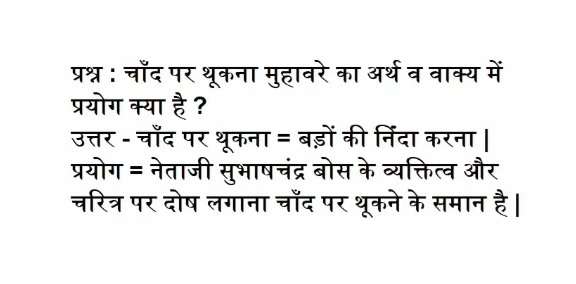 प्रश्न : चाँद पर थूकना मुहावरे का अर्थ व वाक्य में
प्रयोग क्या है ?
उत्तर - चाँद पर थूकना = बड़ों की निंदा करना |
प्रयोग = नेताजी सुभाषचंद्र बोस के व्यक्तित्व और
चरित्र पर दोष लगाना चाँद पर थूकने के समान है |